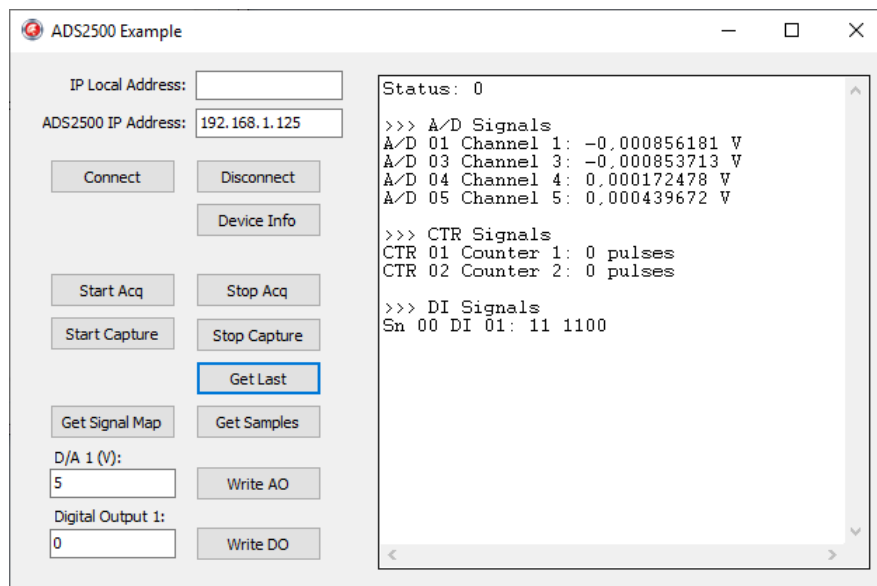 ADS2500 Example
IP Local Address:
ADS2500 IP Address: 192.168.1.125
Connect Disconnect
Device Info
Start Acq Stop Acq
Start Capture Stop Capture
Get Last
Get Signal Map Get Samples
D/A 1 (V):
5 Write AO
Digital Output 1:
0 Write DO
Status: 0
>>> A/D Signals
A/D 01 Channel 1: -0,000856181 V
A/D 03 Channel 3: -0,000853713 V
A/D 04 Channel 4: 0,000172478 V
A/D 05 Channel 5: 0,000439672 V
>>> CTR Signals
CTR 01 Counter 1: 0 pulses
CTR 02 Counter 2: 0 pulses
>>> DI Signals
Sn 00 DI 01: 11 1100